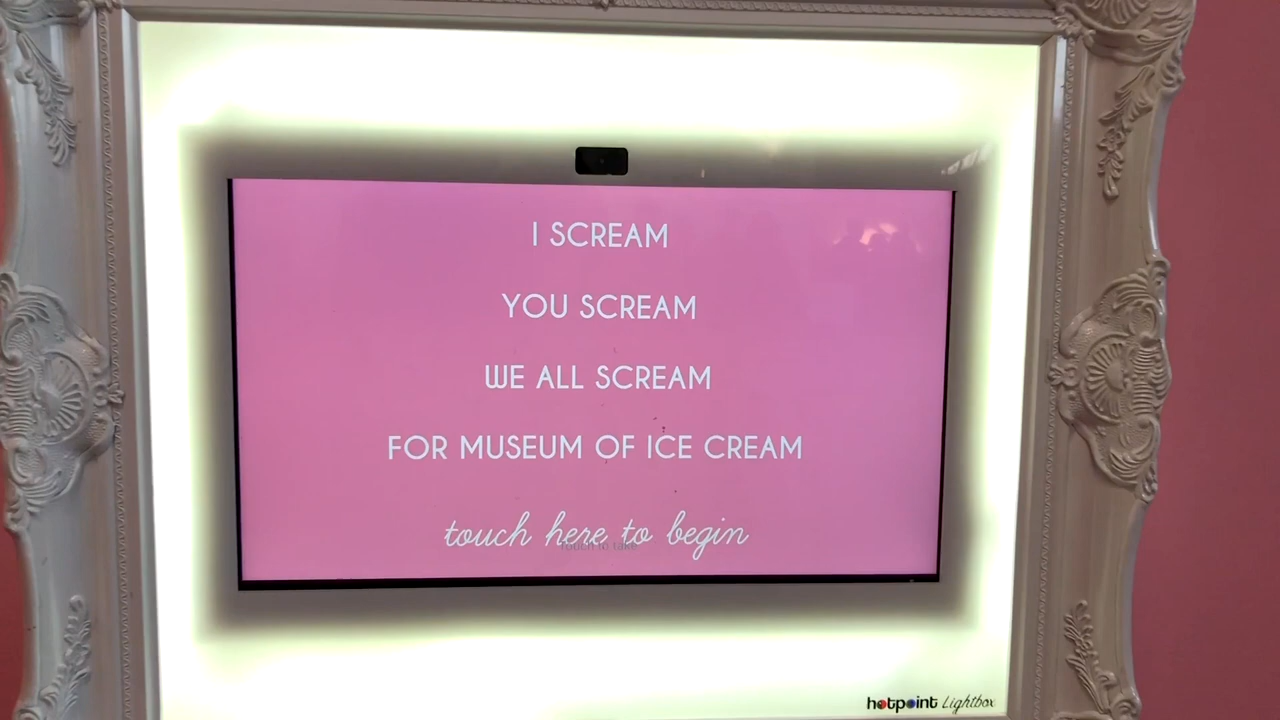 I SCREAM
YOU SCREAM
WE ALL SCREAM
FOR MUSEUM OF ICE CREAM
touch here to begin
Touch to take
hotpoint Lightbox